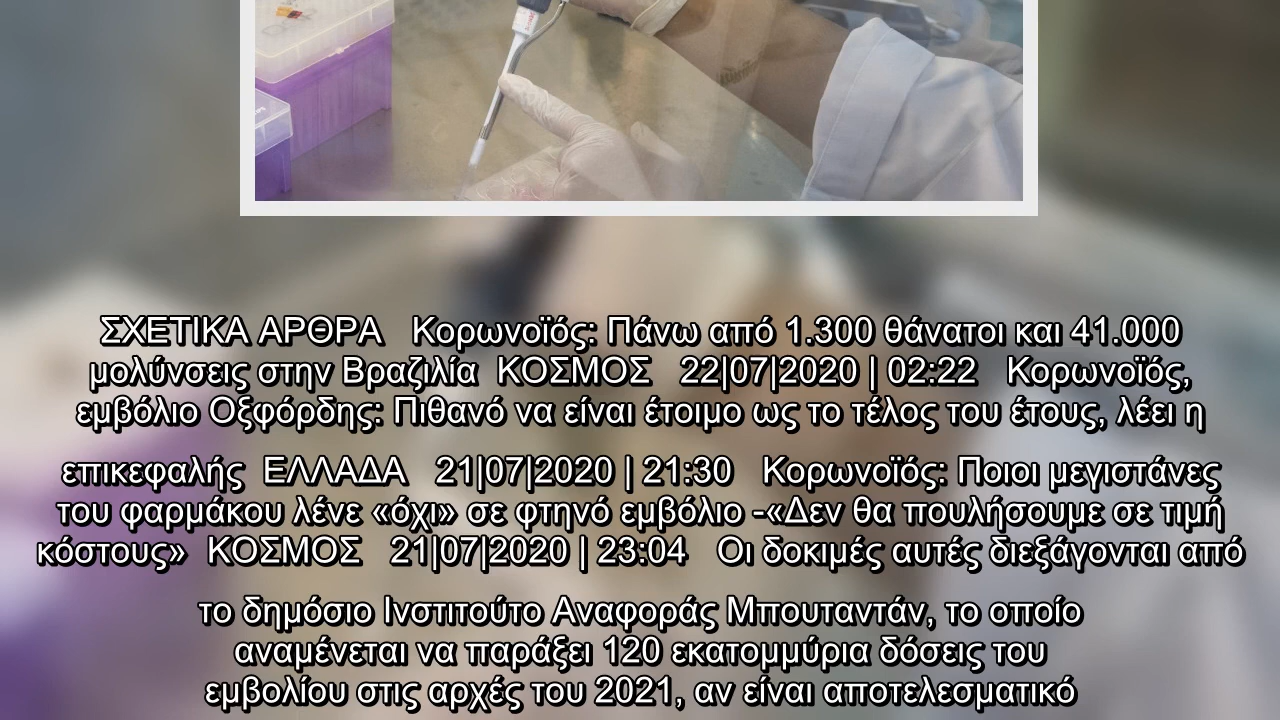 ΣΧΕΤΙΚΑ ΑΡΘΡΑ   Κορωνοϊός: Πάνω από 1.300 θάνατοι και 41.000
μολύνσεις στην Βραζιλία  ΚΟΣΜΟΣ   22|07|2020 | 02:22   Κορωνοϊός,
εμβόλιο Οξφόρδης: Πιθανό να είναι έτοιμο ως το τέλος του έτους, λέει η
επικεφαλής  ΕΛΛΑΔΑ   21|07|2020 | 21:30   Κορωνοϊός: Ποιοι μεγιστάνες
του φαρμάκου λένε «όχι» σε φτηνό εμβόλιο -«Δεν θα πουλήσουμε σε τιμή
κόστους»  ΚΟΣΜΟΣ   21|07|2020 | 23:04   Οι δοκιμές αυτές διεξάγονται από
το δημόσιο Ινστιτούτο Αναφοράς Μπουταντάν, το οποίο
αναμένεται να παράξει 120 εκατομμύρια δόσεις του
εμβολίου στις αρχές του 2021, αν είναι αποτελεσματικό